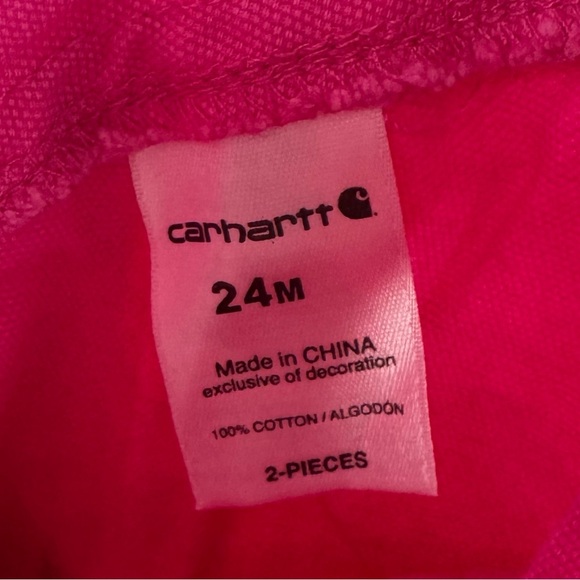 carhartt
24M
Made in CHINA
exclusive of decoration
100% COTTON / ALGODÓN
2-PIECES